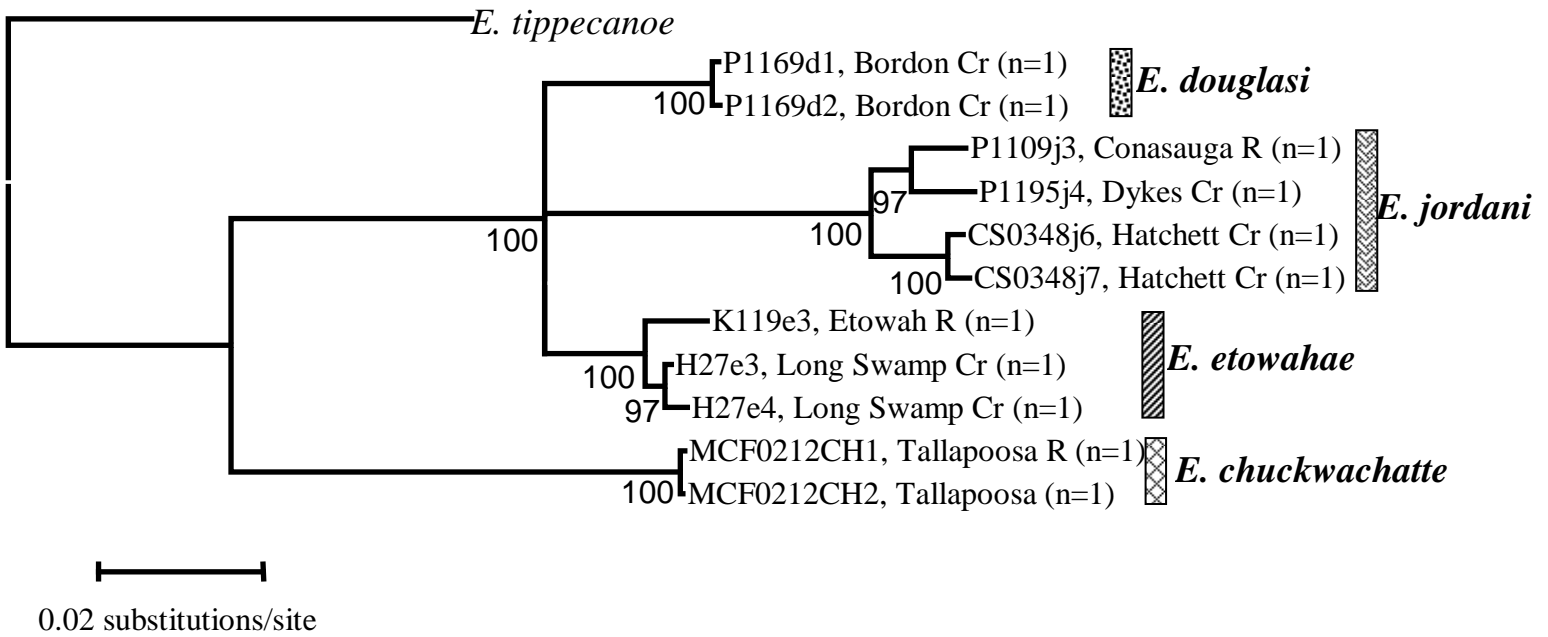 E. tippecanoe
P1169d1, Bordon Cr (n=1)
E. douglasi
100
P1169d2, Bordon Cr (n=1)
P1109j3, Conasauga R (n=1)
97
P1195j4, Dykes Cr (n=1)
E. jordani
100
100
CS0348j6, Hatchett Cr (n=1)
100
CS0348j7, Hatchett Cr (n=1)
K119e3, Etowah R (n=1)
E. etowahae
100
H27e3, Long Swamp Cr (n=1)
97
H27e4, Long Swamp Cr (n=1)
MCF0212CH1, Tallapoosa R (n=1)
E. chuckwachatte
100
MCF0212CH2, Tallapoosa (n=1)
0.02 substitutions/site